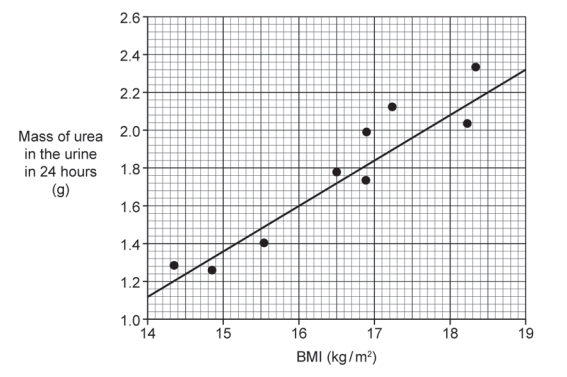 2.6
2.4
2.2
2.0
1.8
1.6
1.4
1.2
1.0
Mass of urea
in the urine
in 24 hours
(g)
14 15 16 17 18 19
BMI (kg/m²)